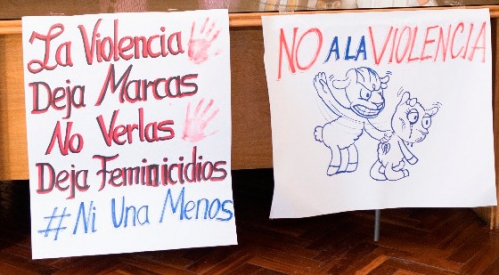 La Violencia
Deja Marcas
No Verlas
Deja Feminicidios
# Ni Una Menos
NO A LA VIOLENCIA